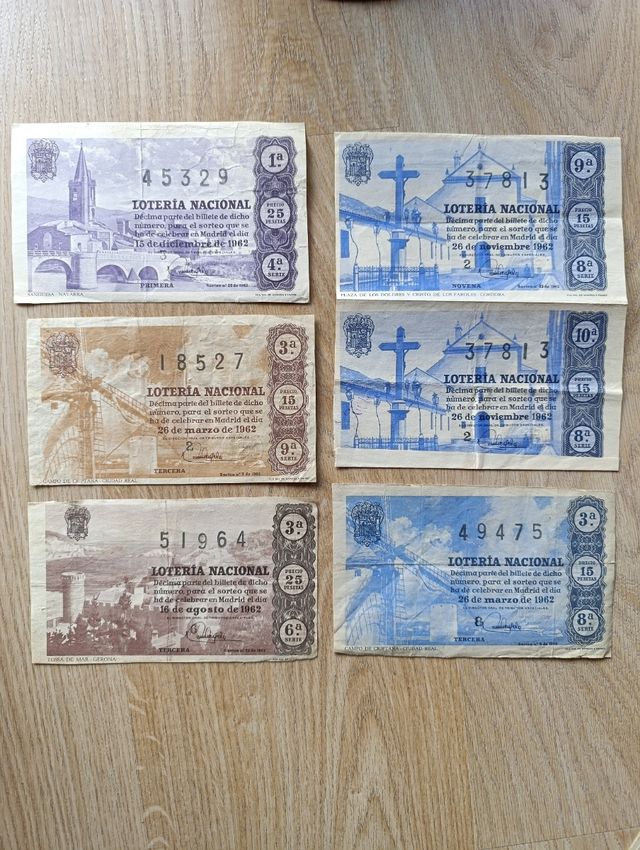 45329
1ª
LOTERÍA NACIONAL
Décima parte del billete de dicho
número, para el sorteo que se
ha de celebrar en Madrid el día
15 de diciembre de 1962
PRECIO
25
PESETAS
4ª
SERIE
PRIMERA
SANGÜESA - NAVARRA
18527
3ª
LOTERÍA NACIONAL
Décima parte del billete de dicho
número, para el sorteo que se
ha de celebrar en Madrid el día
26 de marzo de 1962
PRECIO
15
PESETAS
2
9ª
SERIE
TERCERA
CAMPO DE CRIPTANA - CIUDAD REAL
51964
3ª
LOTERÍA NACIONAL
Décima parte del billete de dicho
número, para el sorteo que se
ha de celebrar en Madrid el día
16 de agosto de 1962
PRECIO
25
PESETAS
6
6ª
SERIE
TERCERA
TOSSA DE MAR - GERONA
37813
9ª
LOTERÍA NACIONAL
Décima parte del billete de dicho
número, para el sorteo que se
ha de celebrar en Madrid el día
26 de noviembre de 1962
PRECIO
15
PESETAS
2
8ª
SERIE
NOVENA
PLAZA DE LOS DOLORES Y CRISTO DE LOS FAROLES - CORDOBA
37813
10ª
LOTERÍA NACIONAL
Décima parte del billete de dicho
número, para el sorteo que se
ha de celebrar en Madrid el día
26 de noviembre de 1962
PRECIO
15
PESETAS
2
8ª
SERIE
49475
3ª
LOTERÍA NACIONAL
Décima parte del billete de dicho
número, para el sorteo que se
ha de celebrar en Madrid el día
26 de marzo de 1962
PRECIO
15
PESETAS
8
8ª
SERIE
TERCERA
CAMPO DE CRIPTANA - CIUDAD REAL